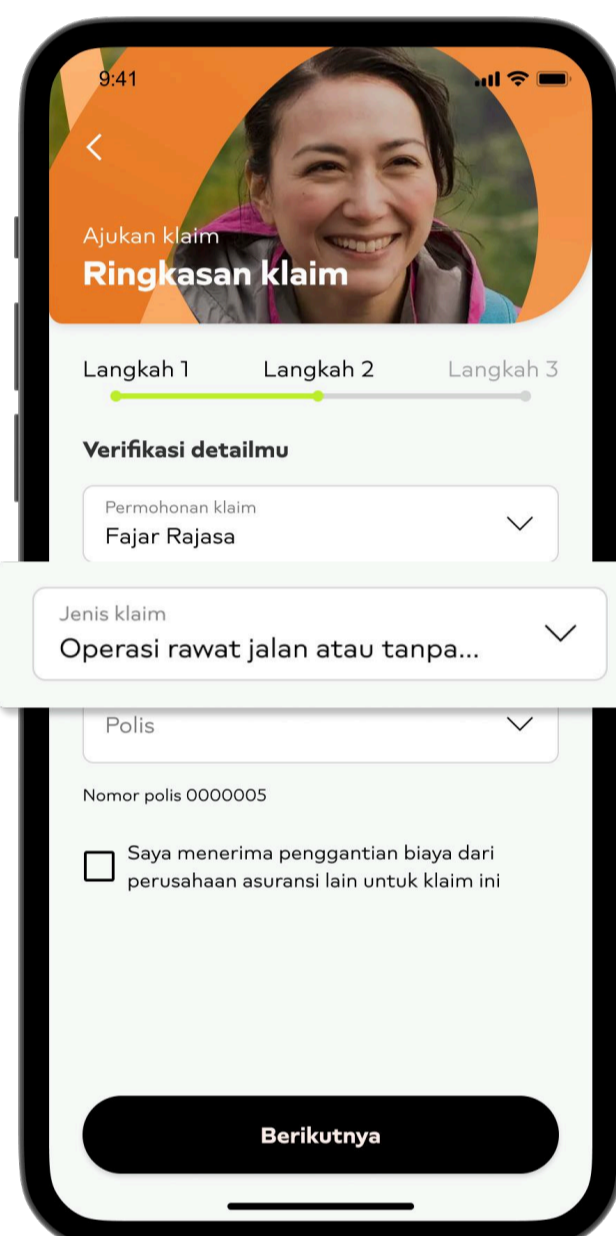 9:41
Ajukan klaim
Ringkasan klaim
Langkah 1 Langkah 2 Langkah 3
Verifikasi detailmu
Permohonan klaim
Fajar Rajasa
Jenis klaim
Operasi rawat jalan atau tanpa...
Polis
Nomor polis 0000005
Saya menerima penggantian biaya dari
perusahaan asuransi lain untuk klaim ini
Berikutnya